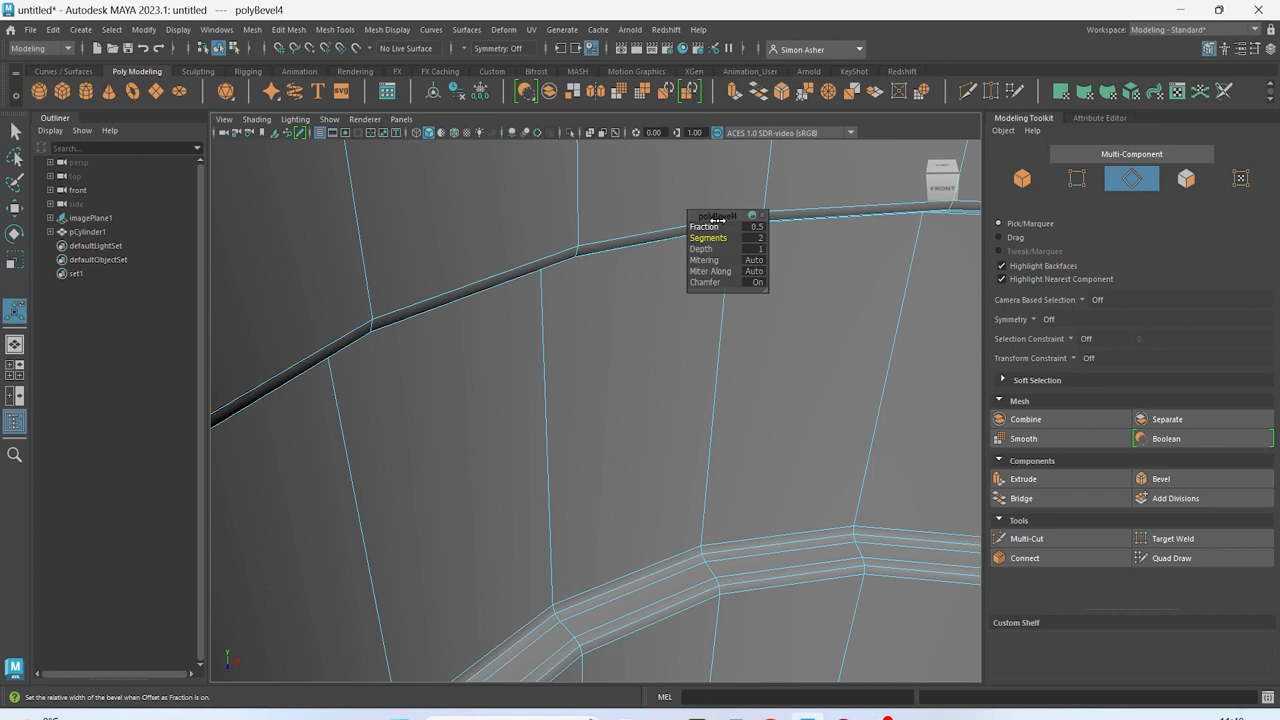 untitled* - Autodesk MAYA 2023.1: untitled --- polyBevel4
File Edit Create Select Modify Display Windows Mesh Edit Mesh Mesh Tools Mesh Display Curves Surfaces Deform UV Generate Cache Arnold Redshift Help
Workspace: Modeling - Standard*
Modeling No Live Surface Symmetry: Off Simon Asher
Curves / Surfaces Poly Modeling Sculpting Rigging Animation Rendering FX FX Caching Custom Bifrost MASH Motion Graphics XGen Animation_User Arnold KeyShot Redshift
SVG
Outliner
Display Show Help
Search...
persp
top
front
side
imagePlane1
pCylinder1
defaultLightSet
defaultObjectSet
set1
View Shading Lighting Show Renderer Panels
0.00 1.00 ACES 1.0 SDR-video (sRGB)
FRONT
polyBevel4
Fraction 0.5
Segments 2
Depth 1
Mitering Auto
Miter Along Auto
Chamfer On
Modeling Toolkit Attribute Editor
Object Help
Multi-Component
Pick/Marquee
Drag
Tweak/Marquee
Highlight Backfaces
Highlight Nearest Component
Camera Based Selection Off
Symmetry Off
Selection Constraint Off 0
Transform Constraint Off
Soft Selection
Mesh
Combine Separate
Smooth Boolean
Components
Extrude Bevel
Bridge Add Divisions
Tools
Multi-Cut Target Weld
Connect Quad Draw
Custom Shelf
Set the relative width of the bevel when Offset as Fraction is on.
MEL